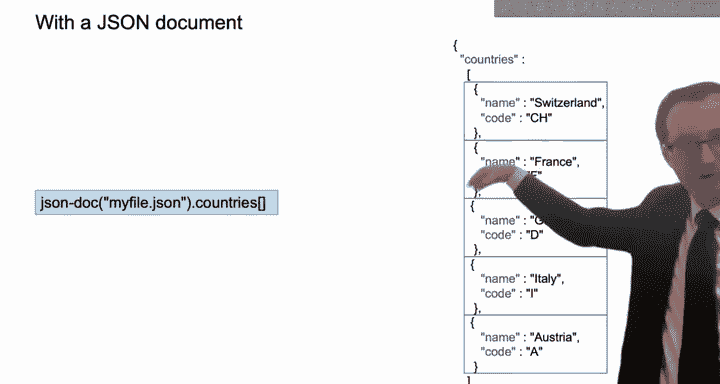 With a JSON document
json-doc("myfile.json").countries[]
{
"countries" :
[
{
"name" : "Switzerland",
"code" : "CH"
},
{
"name" : "France",
},
{
"name"
"code" : "D"
},
{
"name" : "Italy",
"code" : "I"
},
{
"name" : "Austria",
"code" : "A"
}
]